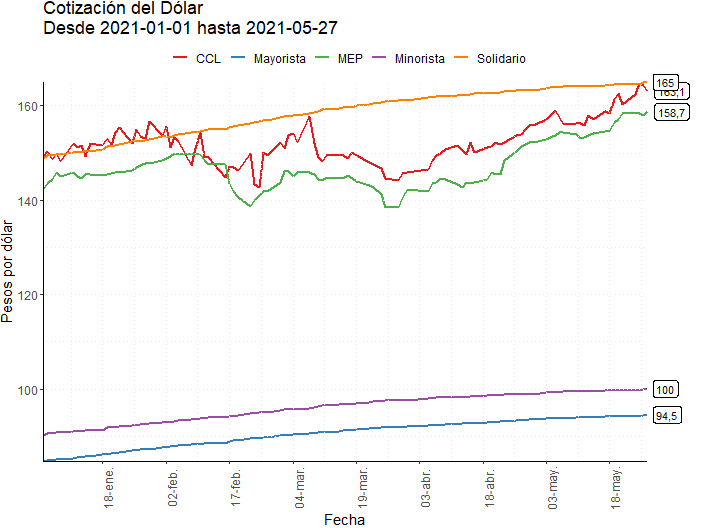 Cotización del Dólar
Desde 2021-01-01 hasta 2021-05-27
CCL Mayorista MEP Minorista Solidario
165
163,1
160
158,7
140
120
100
100
94,5
Pesos por dólar
18-ene.
02-feb.
17-feb.
04-mar.
19-mar.
03-abr.
18-abr.
03-may.
18-may.
Fecha